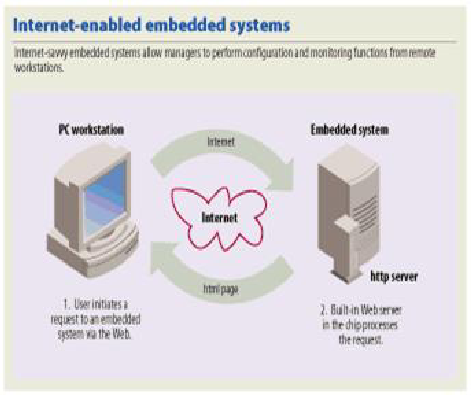 Internet-enabled embedded systems
Internet-savvy embedded systems allow managers to perform configuration and monitoring functions from remote
workstations.
PC workstation
Embedded system
Internet
Internet
http server
html page
1. User initiates a
request to an embedded
system via the Web.
2. Built-in Web server
in the chip processes
the request.